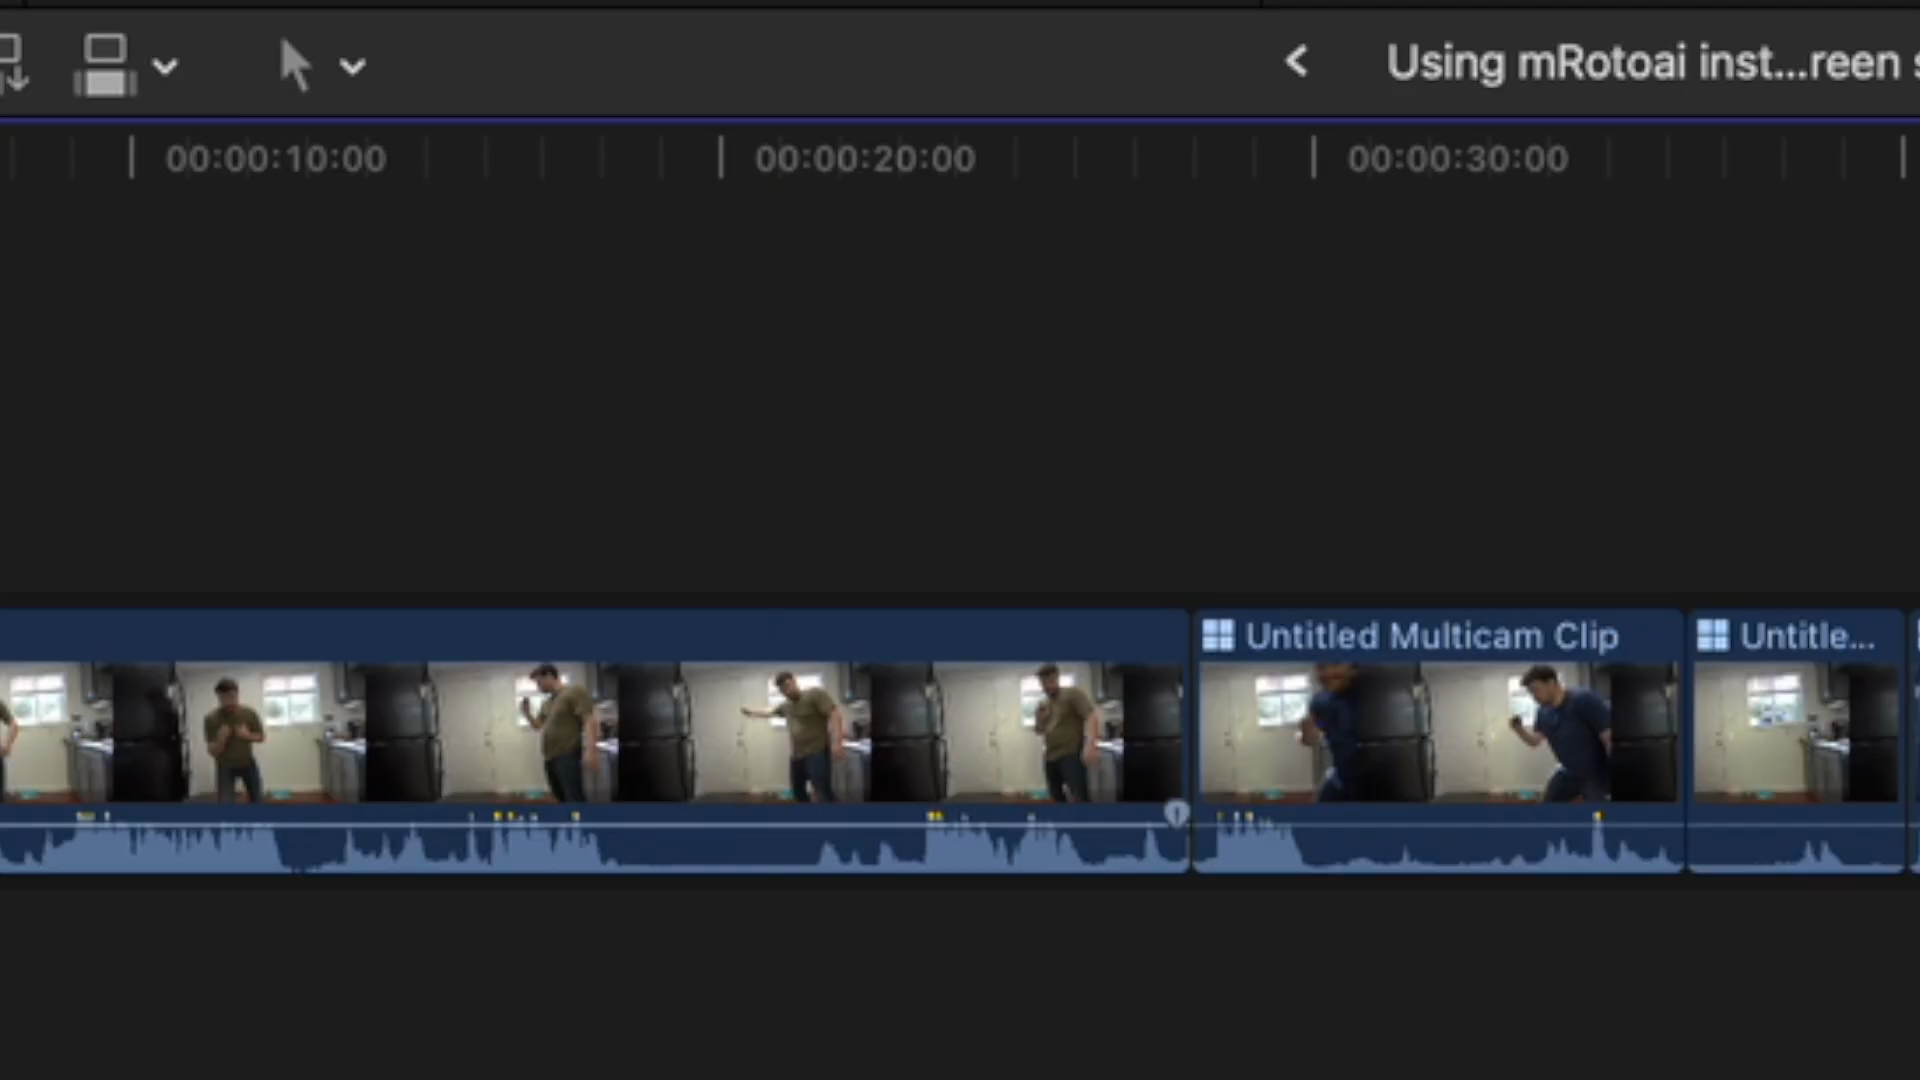 Using mRotoai inst...reen
00:00:10:00 00:00:20:00 00:00:30:00
Untitled Multicam Clip Untitle...